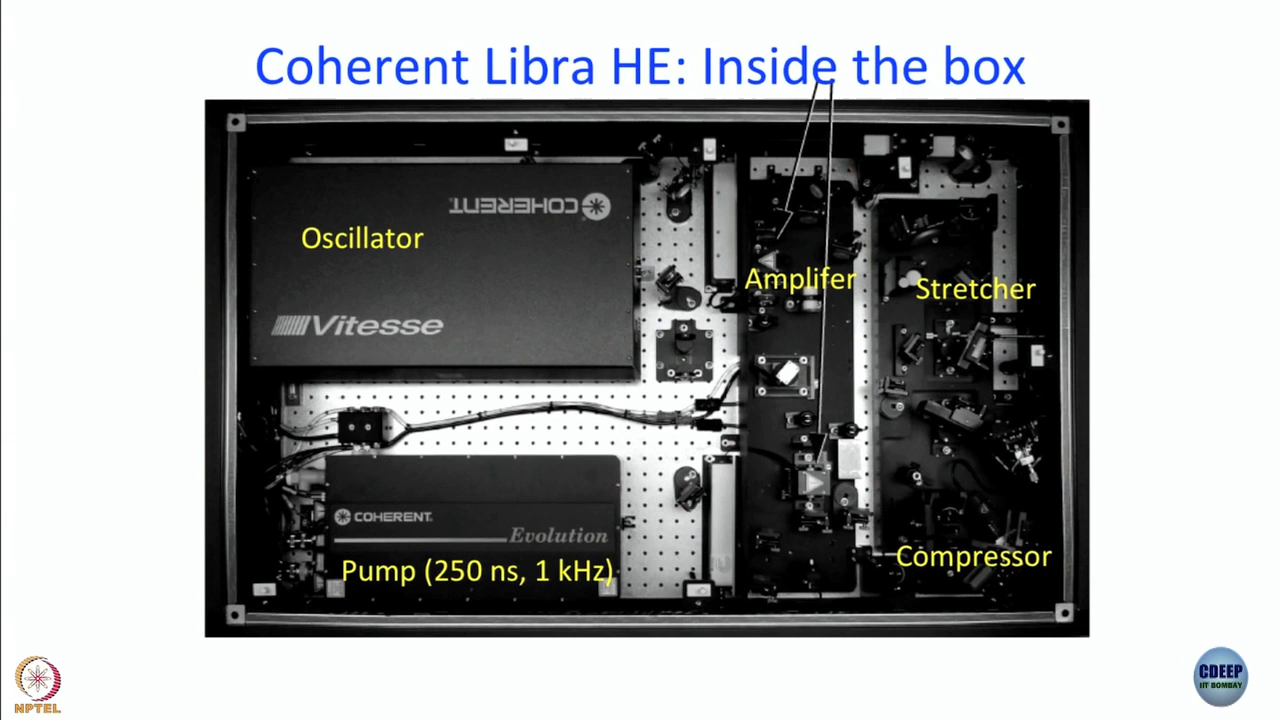 Coherent Libra HE: Inside the box
COHERENT
Oscillator
Vitesse
Amplifer
Stretcher
COHERENT
Evolution
Pump (250 ns, 1 kHz)
Compressor
NPTEL
CDEEP
IIT BOMBAY